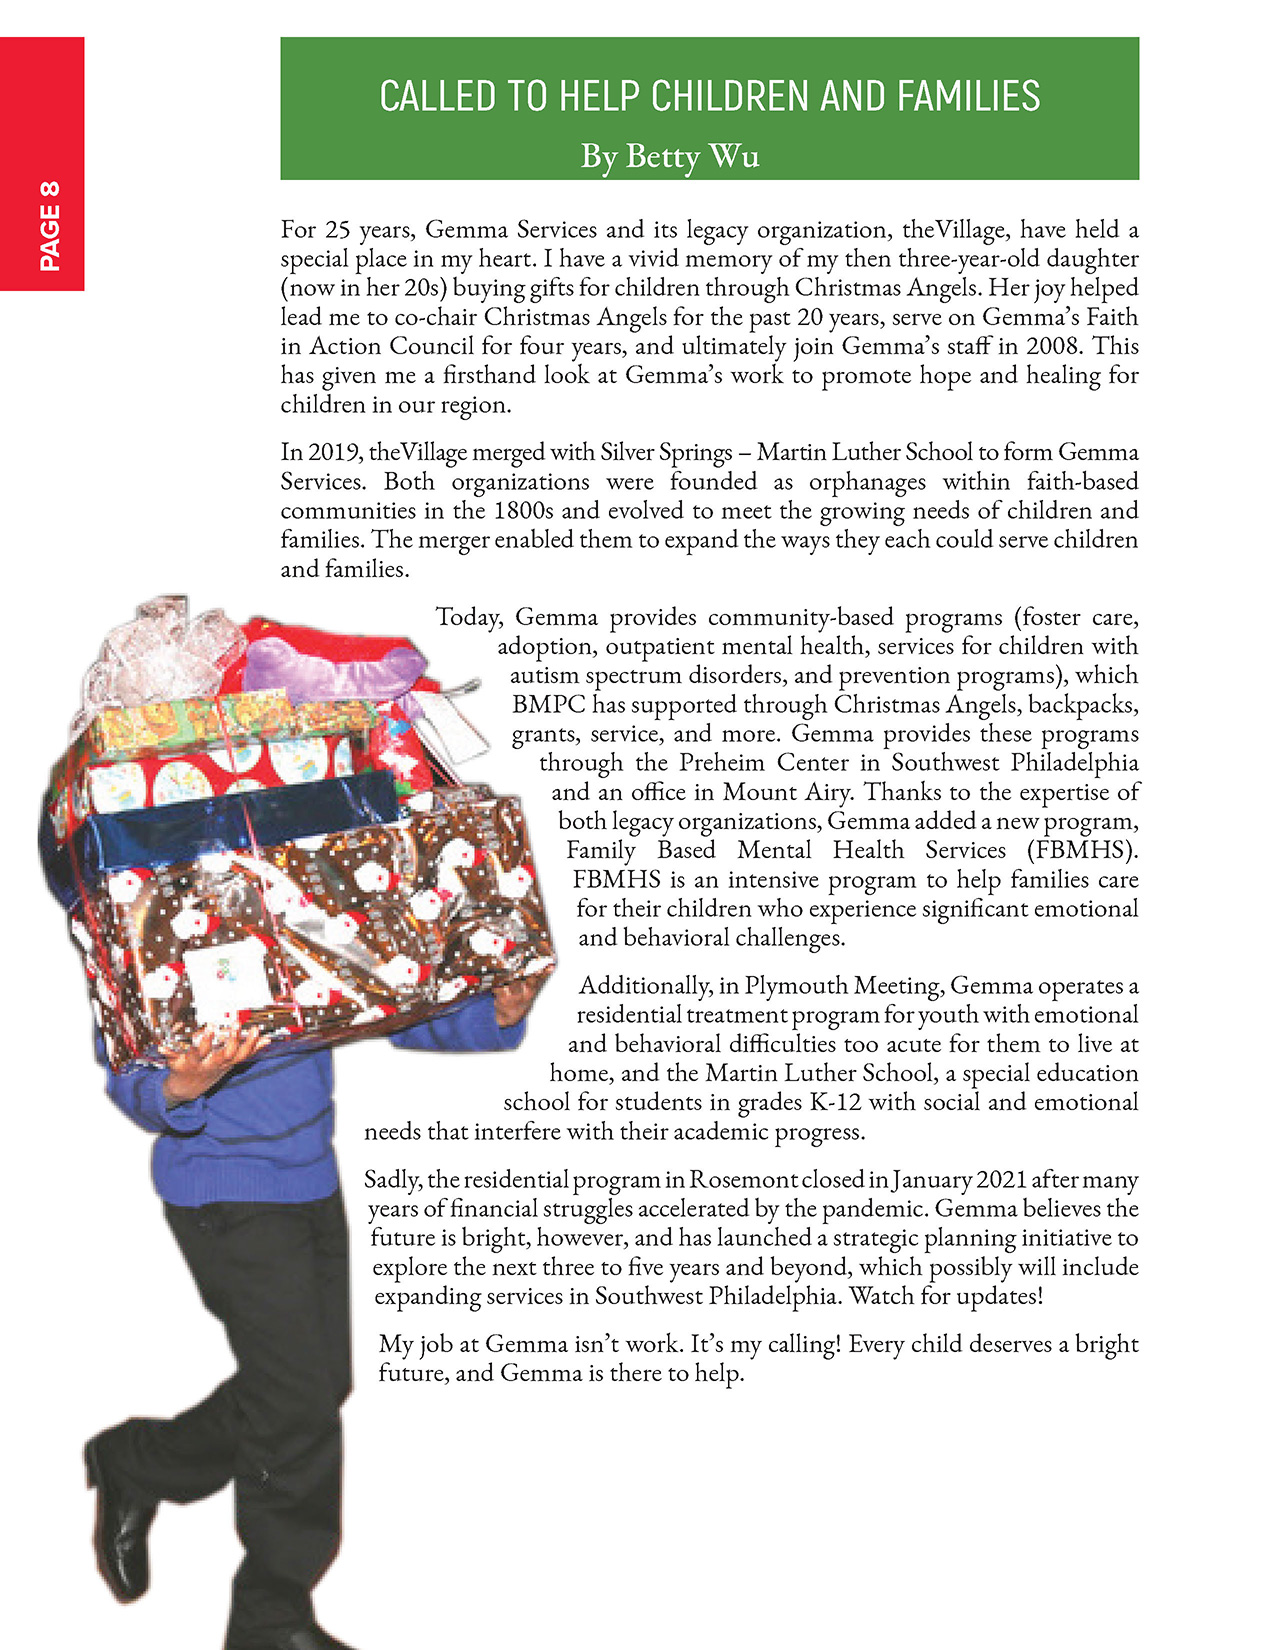 PAGE 8
CALLED TO HELP CHILDREN AND FAMILIES
By Betty Wu
For 25 years, Gemma Services and its legacy organization, theVillage, have held a
special place in my heart. I have a vivid memory of my then three-year-old daughter
(now in her 20s) buying gifts for children through Christmas Angels. Her joy helped
lead me to co-chair Christmas Angels for the past 20 years, serve on Gemma’s Faith
in Action Council for four years, and ultimately join Gemma’s staff in 2008. This
has given me a firsthand look at Gemma’s work to promote hope and healing for
children in our region.
In 2019, theVillage merged with Silver Springs – Martin Luther School to form Gemma
Services. Both organizations were founded as orphanages within faith-based
communities in the 1800s and evolved to meet the growing needs of children and
families. The merger enabled them to expand the ways they each could serve children
and families.
Today, Gemma provides community-based programs (foster care,
adoption, outpatient mental health, services for children with
autism spectrum disorders, and prevention programs), which
BMPC has supported through Christmas Angels, backpacks,
grants, service, and more. Gemma provides these programs
through the Preheim Center in Southwest Philadelphia
and an office in Mount Airy. Thanks to the expertise of
both legacy organizations, Gemma added a new program,
Family Based Mental Health Services (FBMHS).
FBMHS is an intensive program to help families care
for their children who experience significant emotional
and behavioral challenges.
Additionally, in Plymouth Meeting, Gemma operates a
residential treatment program for youth with emotional
and behavioral difficulties too acute for them to live at
home, and the Martin Luther School, a special education
school for students in grades K-12 with social and emotional
needs that interfere with their academic progress.
Sadly, the residential program in Rosemont closed in January 2021 after many
years of financial struggles accelerated by the pandemic. Gemma believes the
future is bright, however, and has launched a strategic planning initiative to
explore the next three to five years and beyond, which possibly will include
expanding services in Southwest Philadelphia. Watch for updates!
My job at Gemma isn’t work. It’s my calling! Every child deserves a bright
future, and Gemma is there to help.